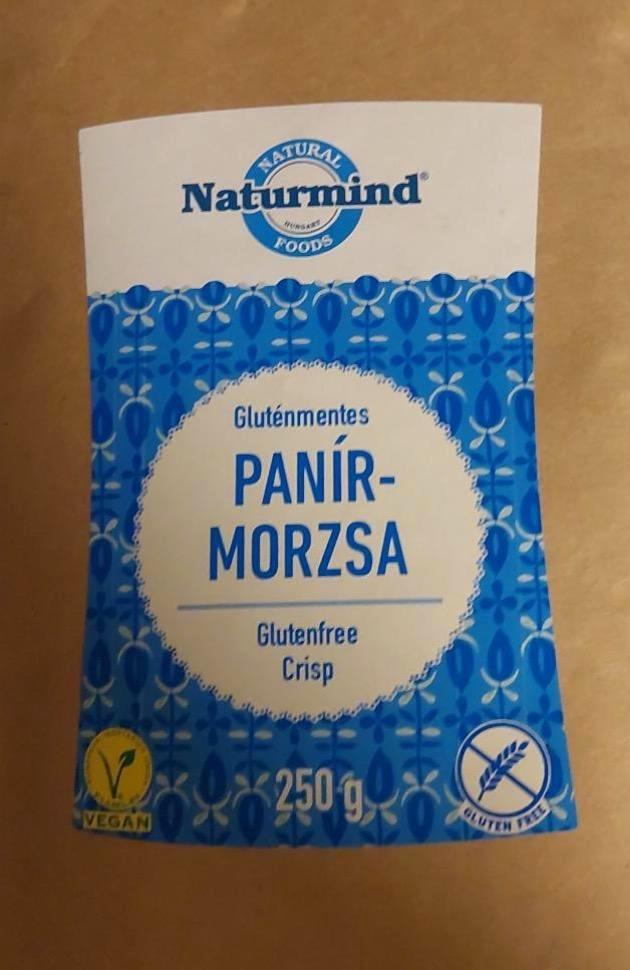 NATURAL
Naturmind®
HUNGARY
FOODS
Gluténmentes
PANÍR-
MORZSA
Glutenfree
Crisp
250 g
VEGAN
GLUTEN FREE